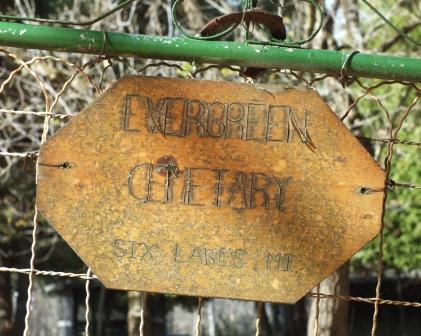 EVERGREEN
CEMETARY
SIX LAKES MI